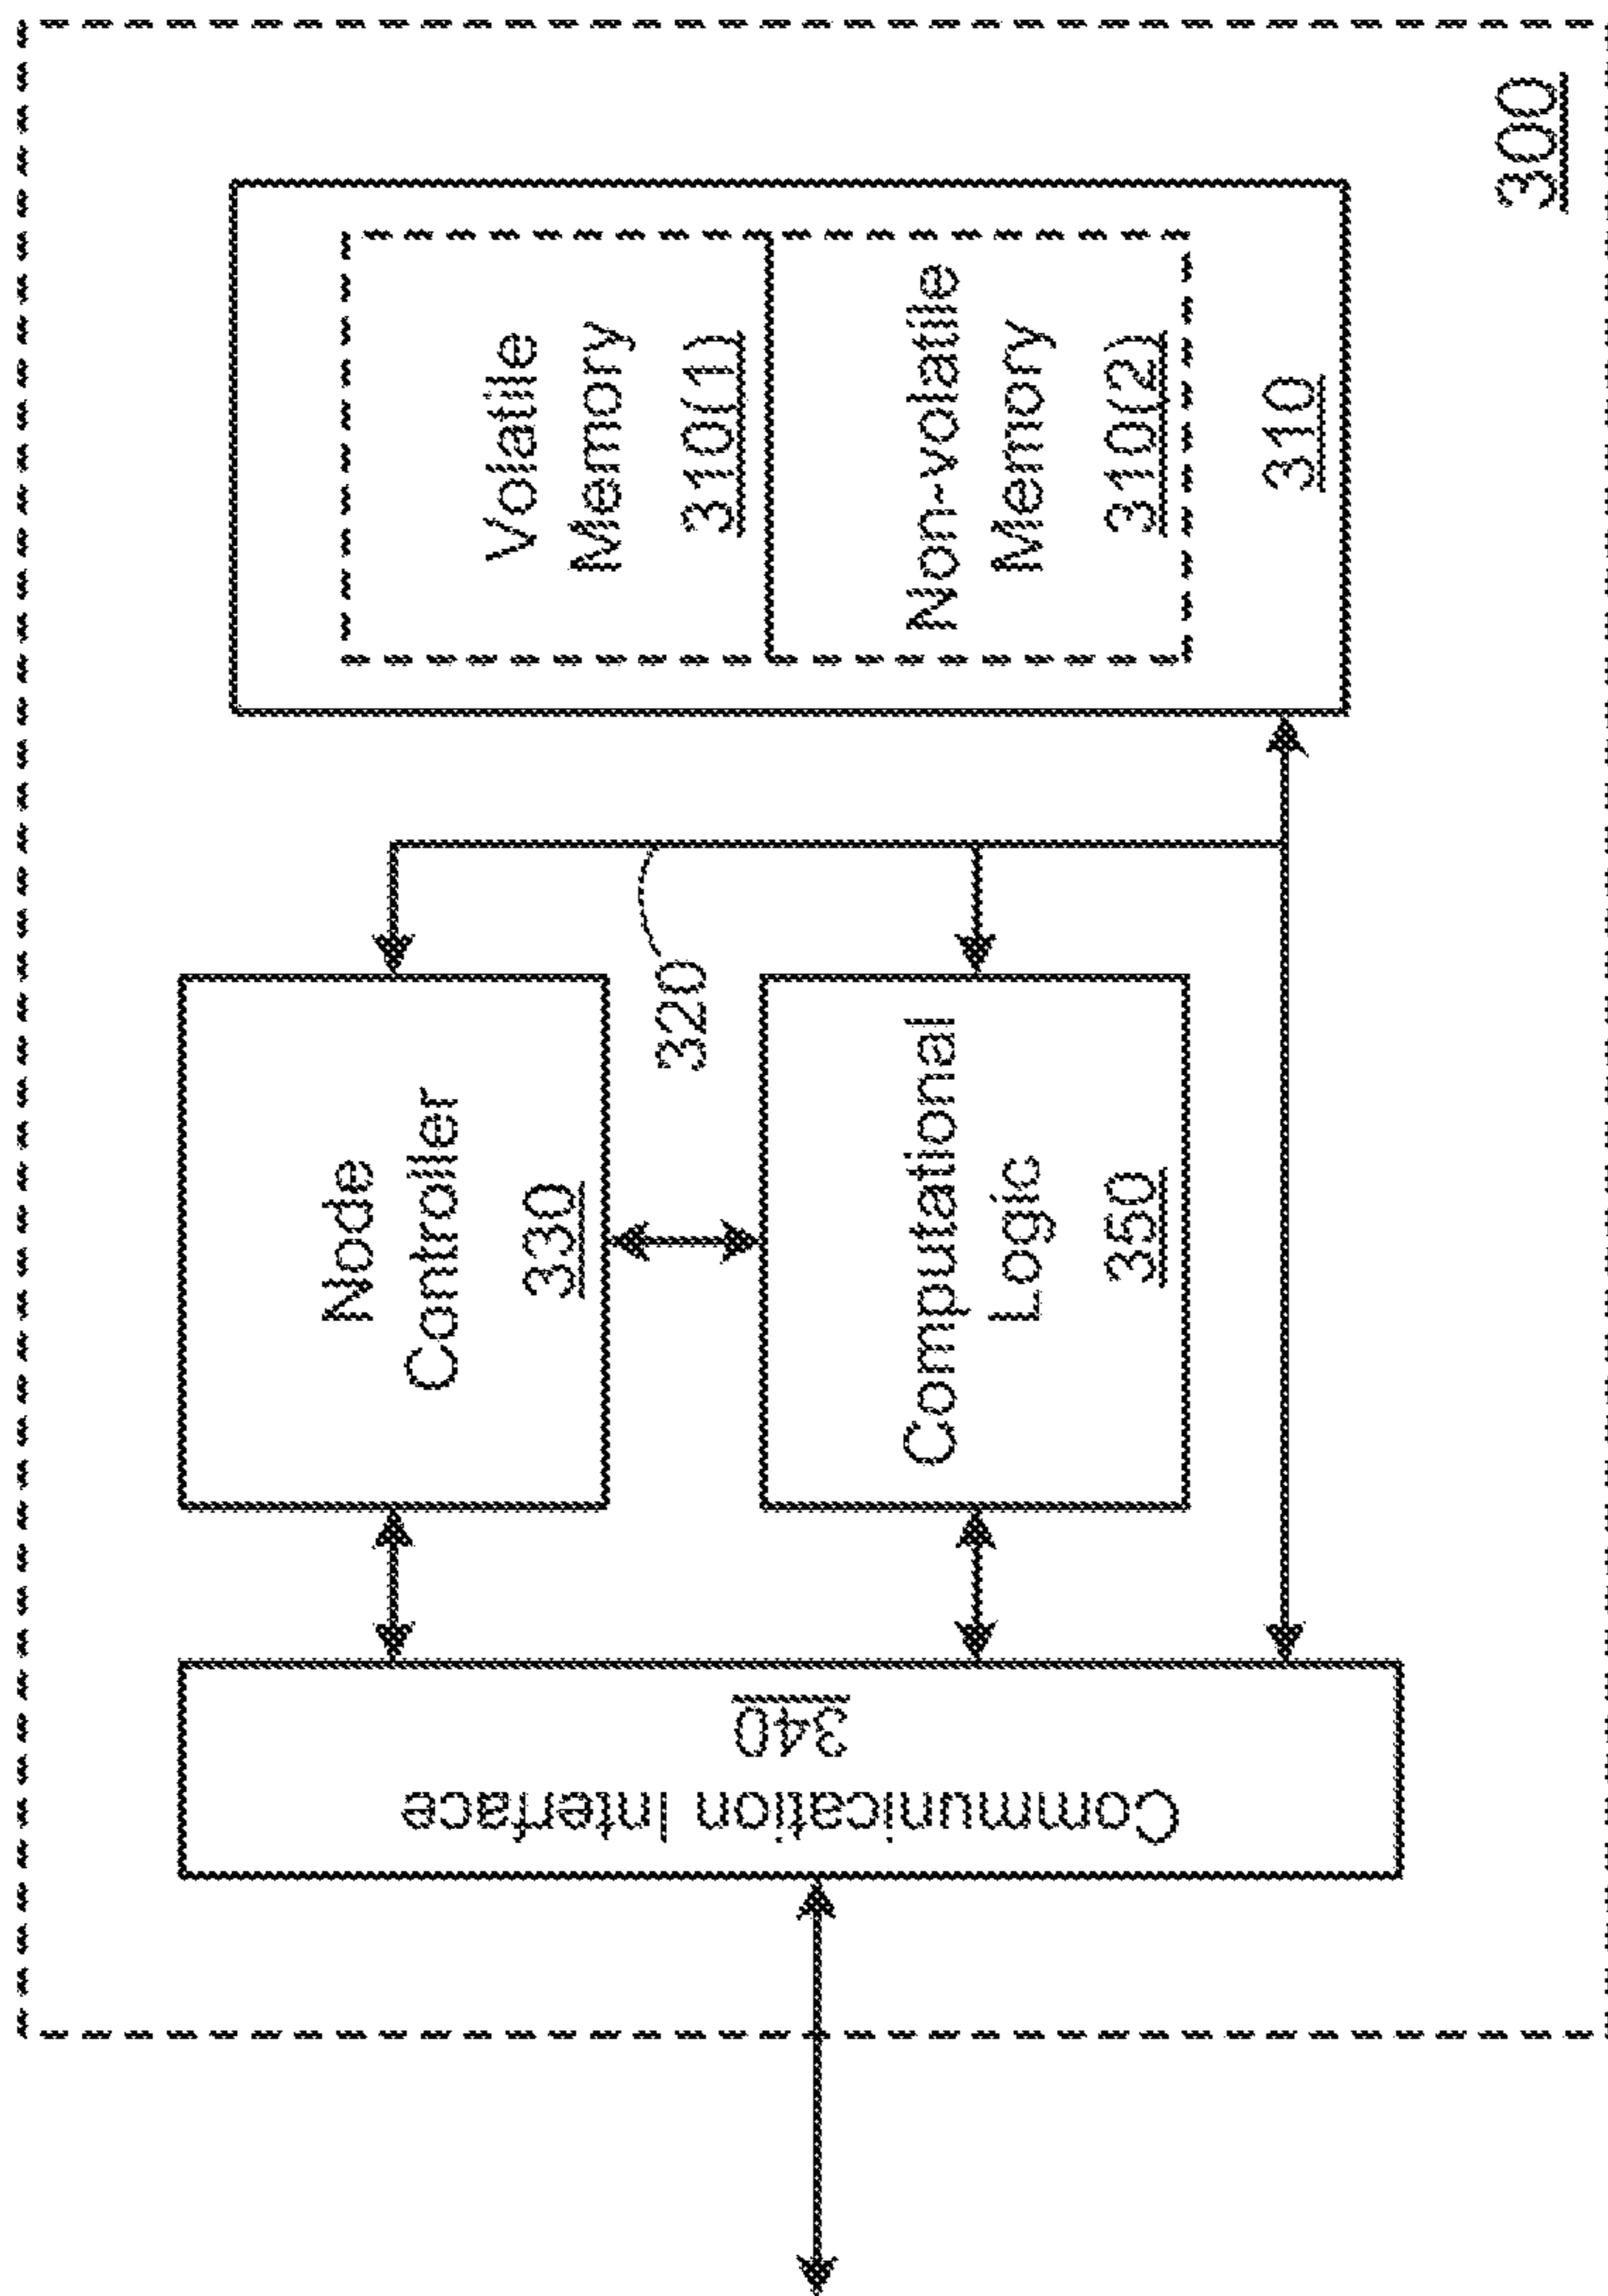 Communication Interface
340
Node
Controller
330
320
Computational
Logic
350
Volatile
Memory
310(1)
Non-volatile
Memory
310(2)
310
300